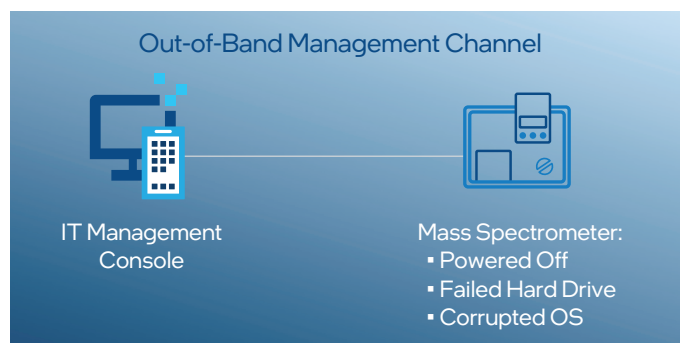 Out-of-Band Management Channel
IT Management
Console
Mass Spectrometer:
▪ Powered Off
▪ Failed Hard Drive
▪ Corrupted OS